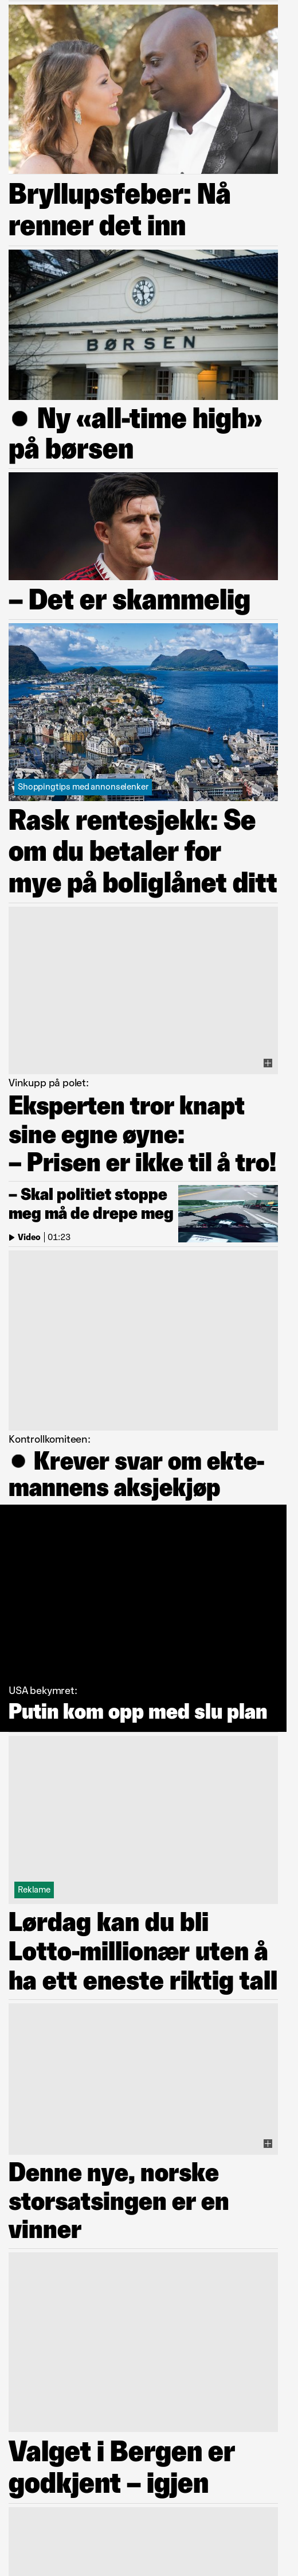 Bryllupsfeber: Nå
renner det inn
BØRSEN
Ny «all-time high»
på børsen
– Det er skammelig
Shoppingtips med annonselenker
Rask rentesjekk: Se
om du betaler for
mye på boliglånet ditt
Vinkupp på polet:
Eksperten tror knapt
sine egne øyne:
– Prisen er ikke til å tro!
– Skal politiet stoppe
meg må de drepe meg
Video | 01:23
Kontrollkomiteen:
Krever svar om ekte-
mannens aksjekjøp
USA bekymret:
Putin kom opp med slu plan
Reklame
Lørdag kan du bli
Lotto-millionær uten å
ha ett eneste riktig tall
Denne nye, norske
storsatsingen er en
vinner
Valget i Bergen er
godkjent – igjen